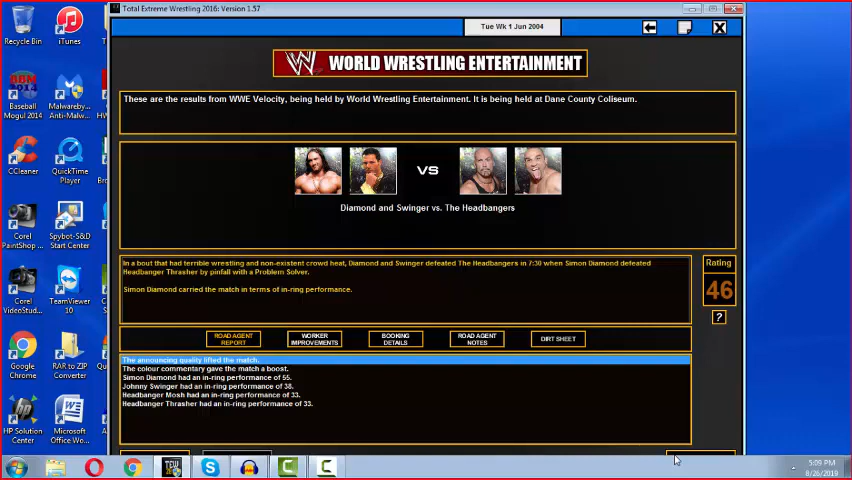 Total Extreme Wrestling 2016: Version 1.57
Tue Wk 1 Jun 2004
WORLD WRESTLING ENTERTAINMENT
These are the results from WWE Velocity, being held by World Wrestling Entertainment. It is being held at Dane County Coliseum.
VS
Diamond and Swinger vs. The Headbangers
In a bout that had terrible wrestling and non-existent crowd heat, Diamond and Swinger defeated The Headbangers in 7:30 when Simon Diamond defeated
Headbanger Thrasher by pinfall with a Problem Solver.
Simon Diamond carried the match in terms of in-ring performance.
Rating
46
?
ROAD AGENT
REPORT
WORKER
IMPROVEMENTS
BOOKING
DETAILS
ROAD AGENT
NOTES
DIRT SHEET
The announcing quality lifted the match.
The colour commentary gave the match a boost.
Simon Diamond had an in-ring performance of 55.
Johnny Swinger had an in-ring performance of 38.
Headbanger Mosh had an in-ring performance of 33.
Headbanger Thrasher had an in-ring performance of 33.
Recycle Bin
iTunes
Baseball
Mogul 2014
Malwareby...
Anti-Malw...
CCleaner
QuickTime
Player
Corel
PaintShop ...
Spybot-S&D
Start Center
Corel
VideoStud...
TeamViewer
10
Google
Chrome
RAR to ZIP
Converter
HP Solution
Center
Microsoft
Office Wo...
5:09 PM
8/26/2019